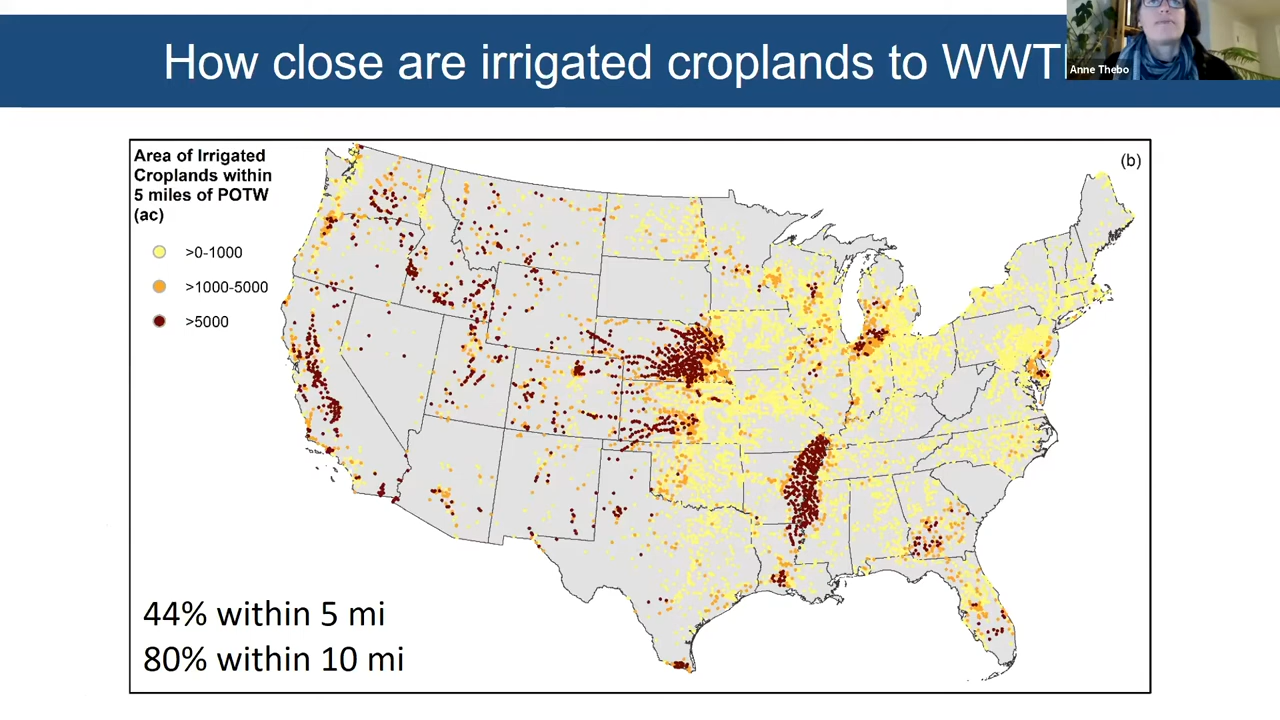 How close are irrigated croplands to
Anne Thebo
Area of Irrigated
Croplands within
5 miles of POTW
(ac)
>0-1000
>1000-5000
>5000
(b)
44% within 5 mi
80% within 10 mi